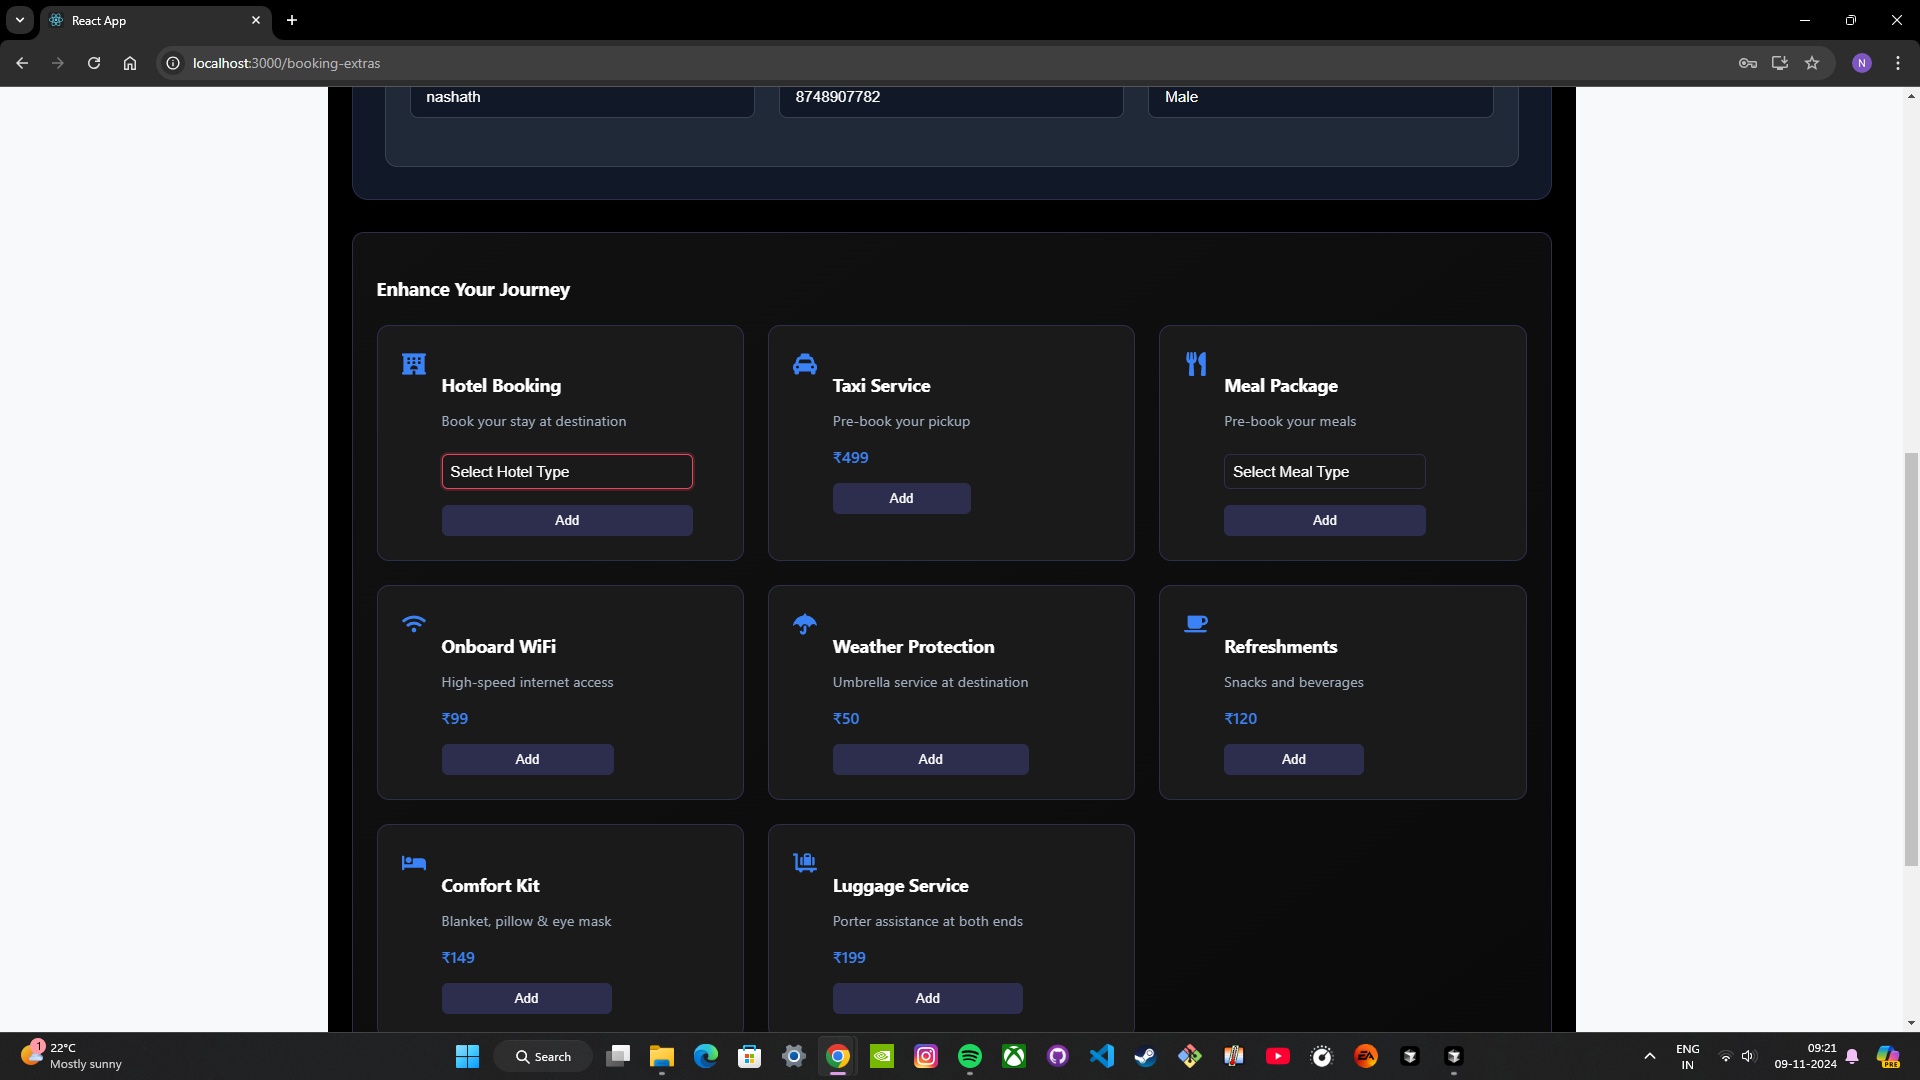 React App
localhost:3000/booking-extras
N
nashath
8748907782
Male
Enhance Your Journey
Hotel Booking
Book your stay at destination
Select Hotel Type
Add
Taxi Service
Pre-book your pickup
₹499
Add
Meal Package
Pre-book your meals
Select Meal Type
Add
Onboard WiFi
High-speed internet access
₹99
Add
Weather Protection
Umbrella service at destination
₹50
Add
Refreshments
Snacks and beverages
₹120
Add
Comfort Kit
Blanket, pillow & eye mask
₹149
Add
Luggage Service
Porter assistance at both ends
₹199
Add
1
22°C
Mostly sunny
Search
EA
ENG
IN
09:21
09-11-2024
PRE